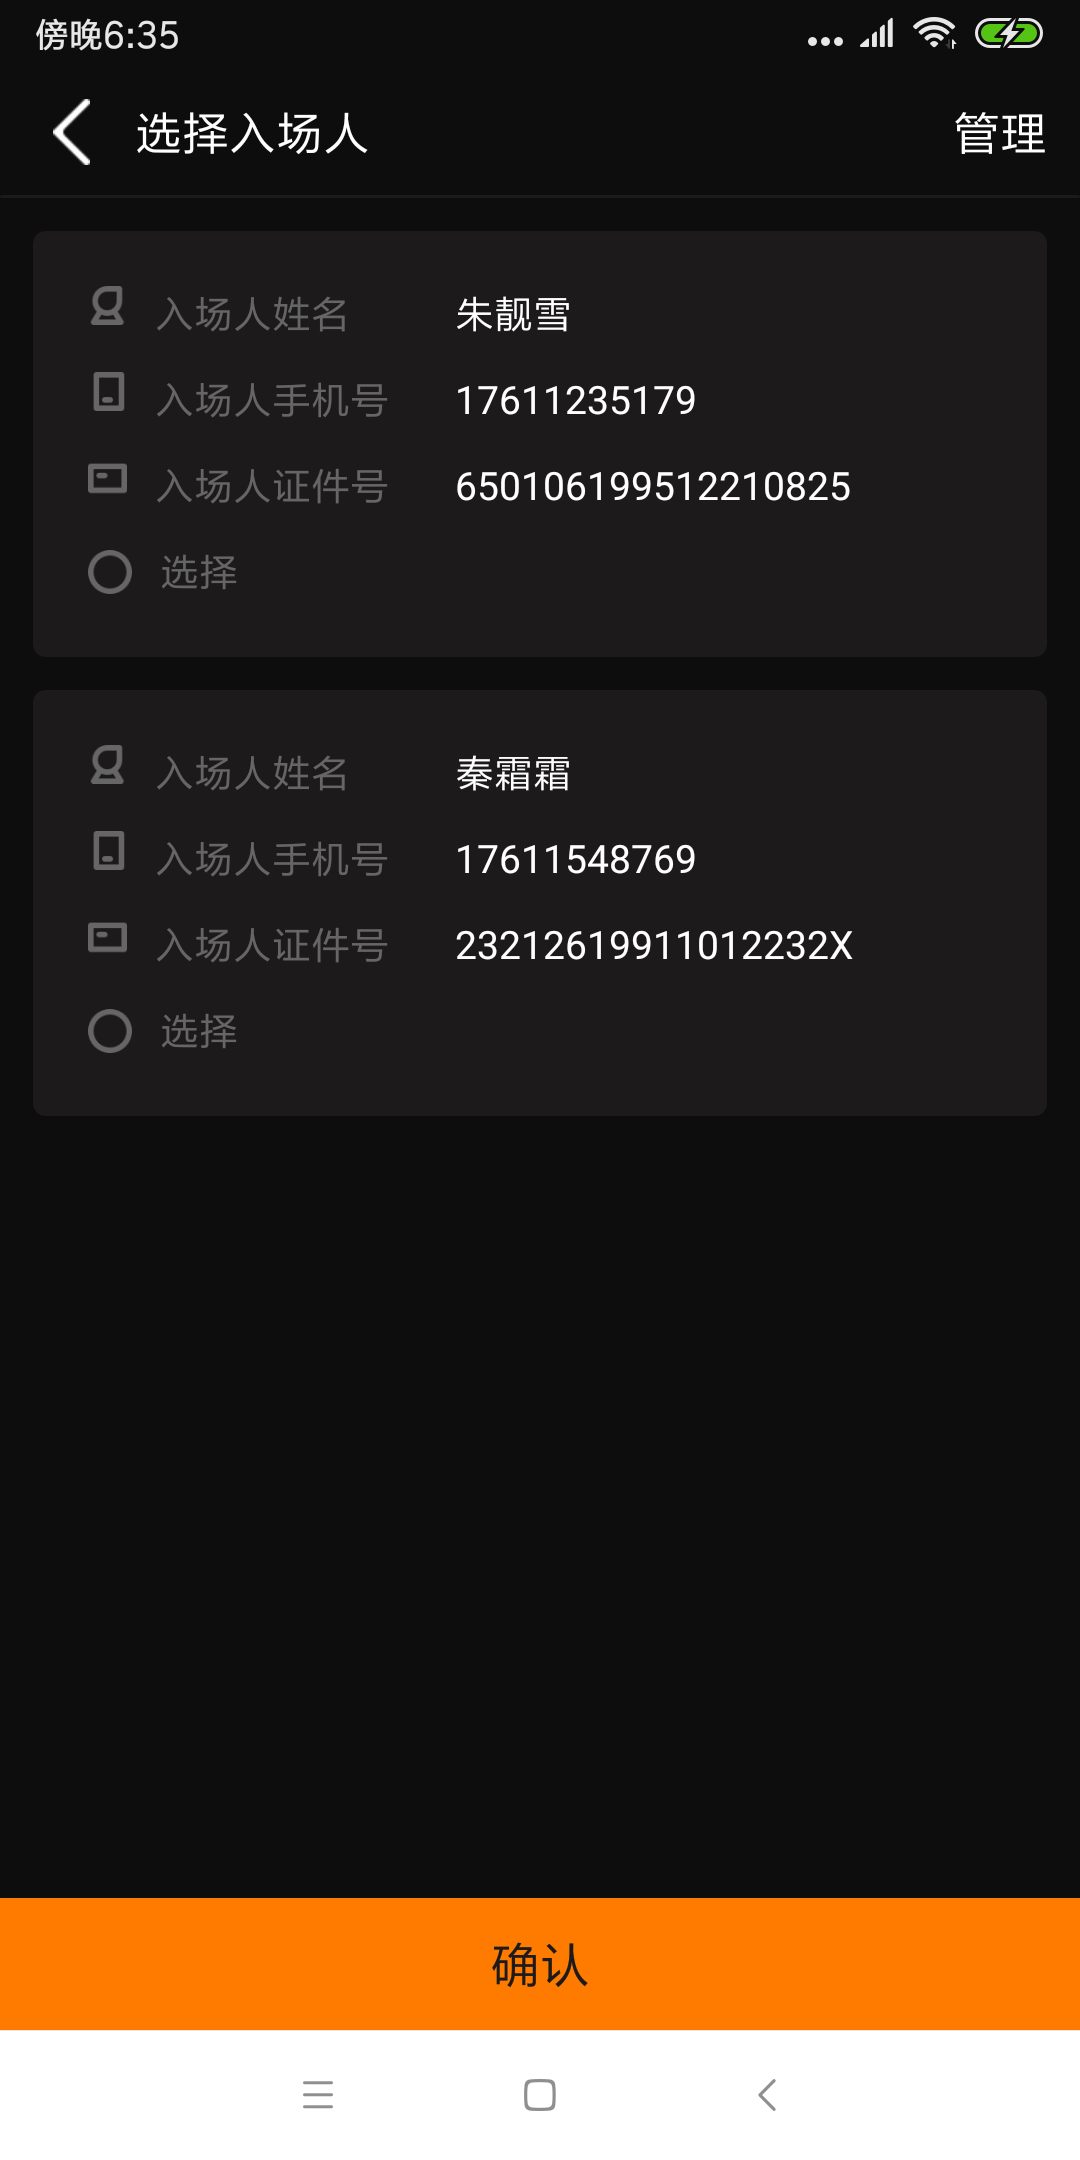 傍晚6:35
选择入场人 管理
入场人姓名 朱靓雪
入场人手机号 17611235179
入场人证件号 650106199512210825
选择
入场人姓名 秦霜霜
入场人手机号 17611548769
入场人证件号 23212619911012232X
选择
确认